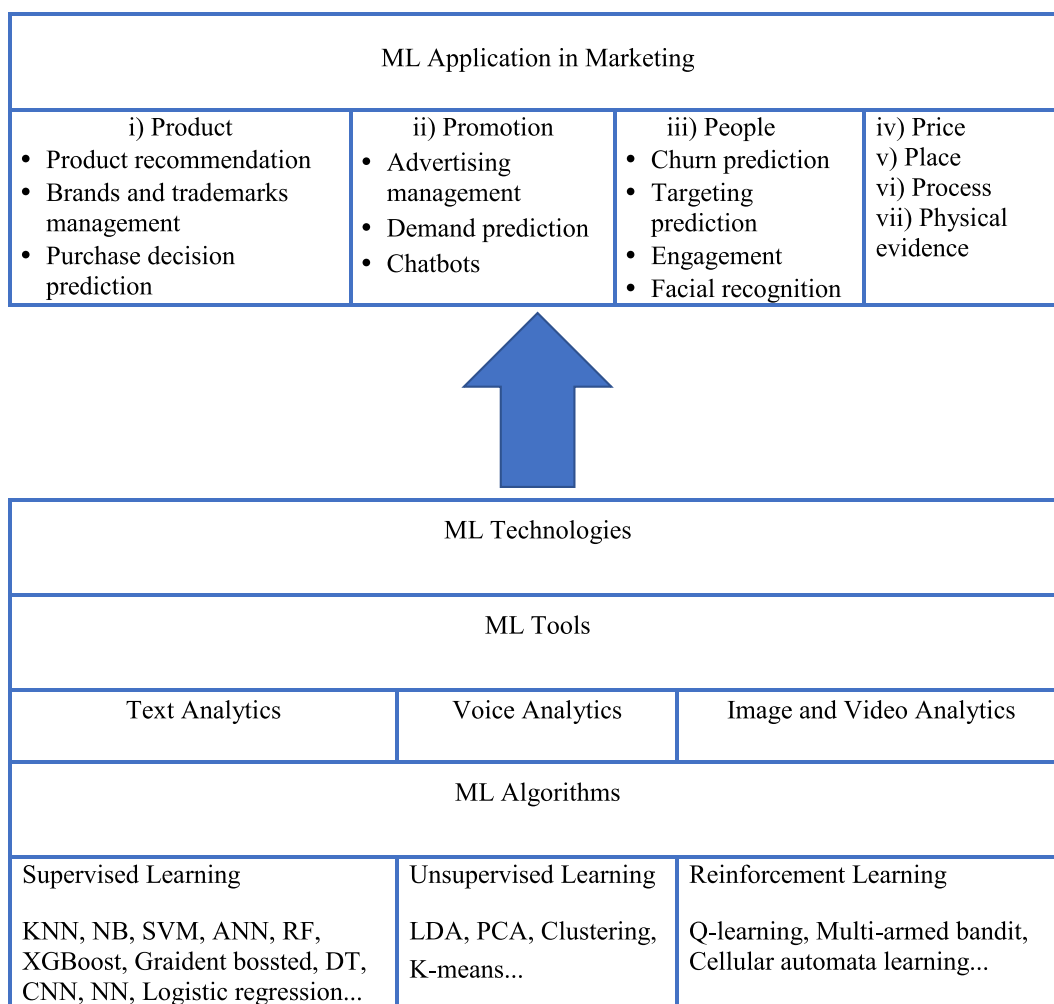 ML Application in Marketing
i) Product
• Product recommendation
• Brands and trademarks
management
• Purchase decision
prediction
ii) Promotion
• Advertising
management
• Demand prediction
• Chatbots
iii) People
• Churn prediction
• Targeting
prediction
• Engagement
• Facial recognition
iv) Price
v) Place
vi) Process
vii) Physical
evidence
ML Technologies
ML Tools
Text Analytics
Voice Analytics
Image and Video Analytics
ML Algorithms
Supervised Learning
KNN, NB, SVM, ANN, RF,
XGBoost, Graident bossted, DT,
CNN, NN, Logistic regression...
Unsupervised Learning
LDA, PCA, Clustering,
K-means...
Reinforcement Learning
Q-learning, Multi-armed bandit,
Cellular automata learning...